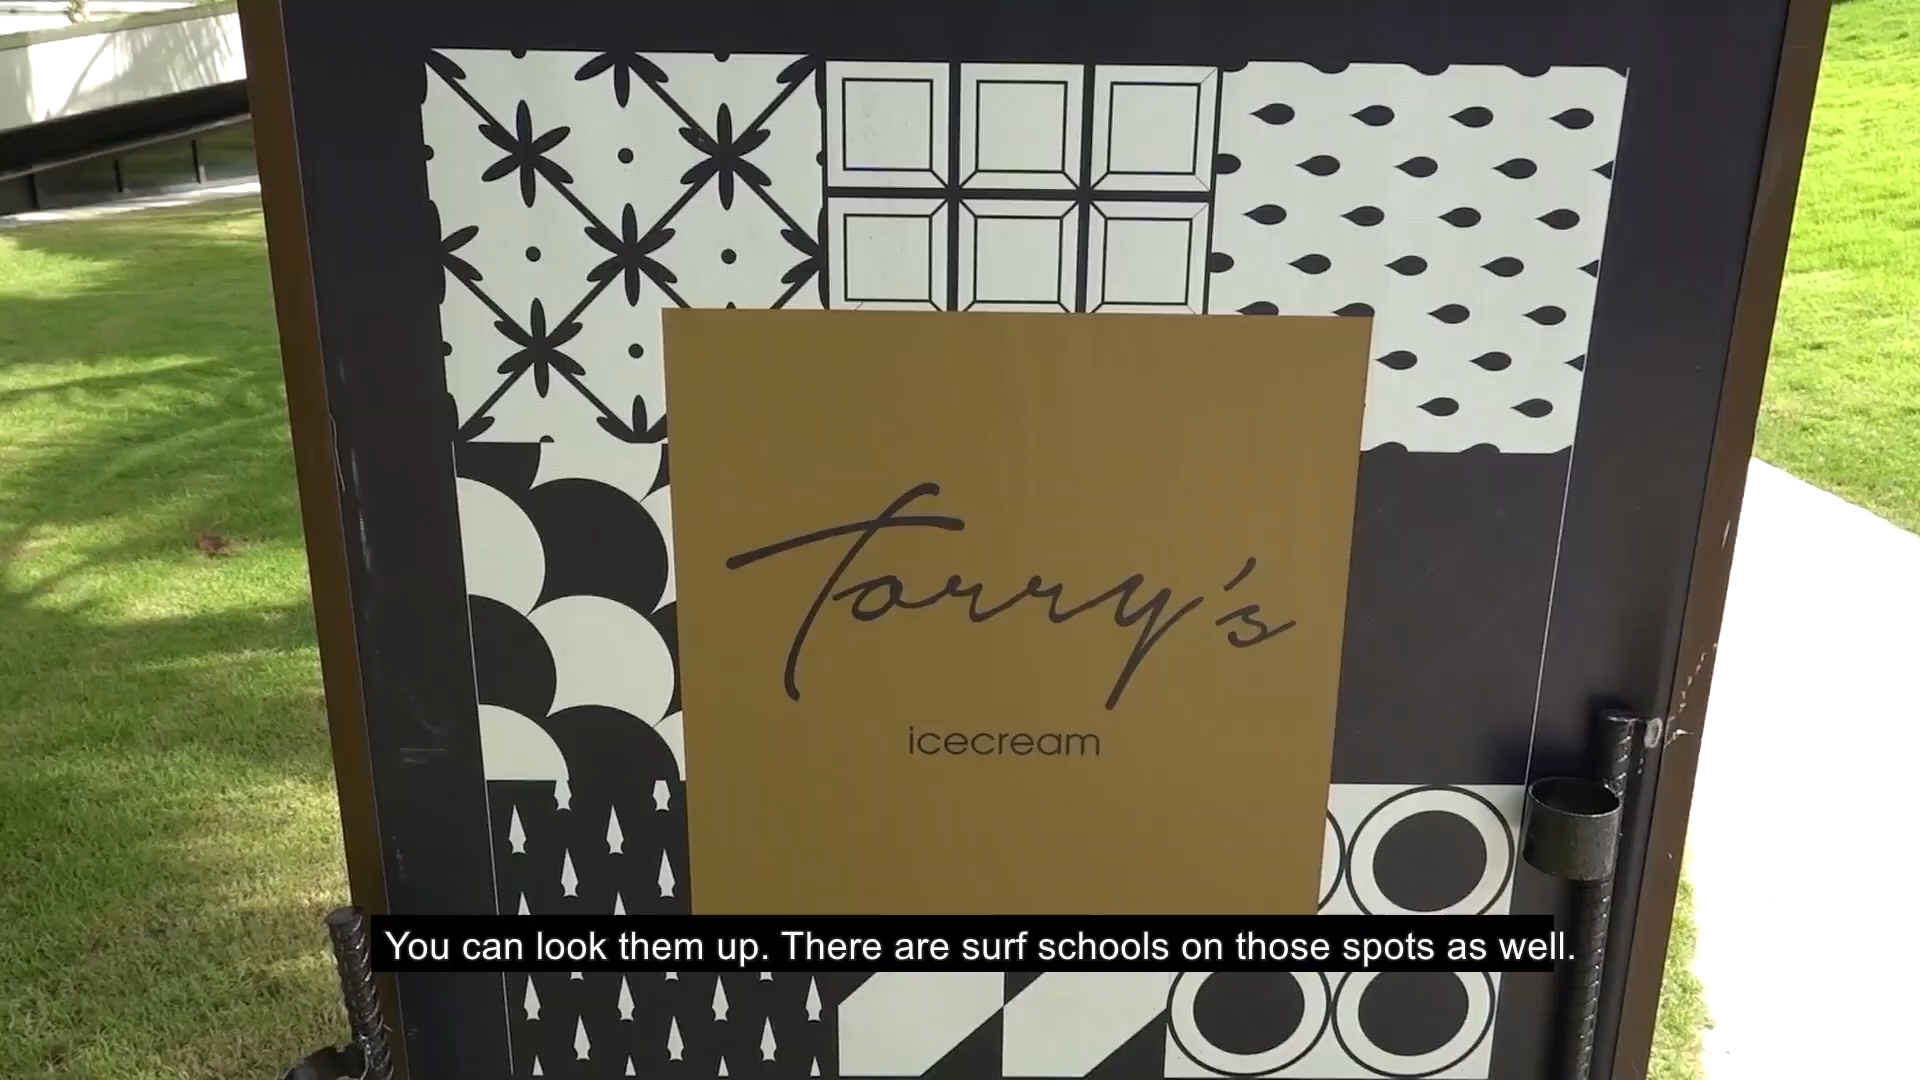 Torry's
icecream
You can look them up. There are surf schools on those spots as well.